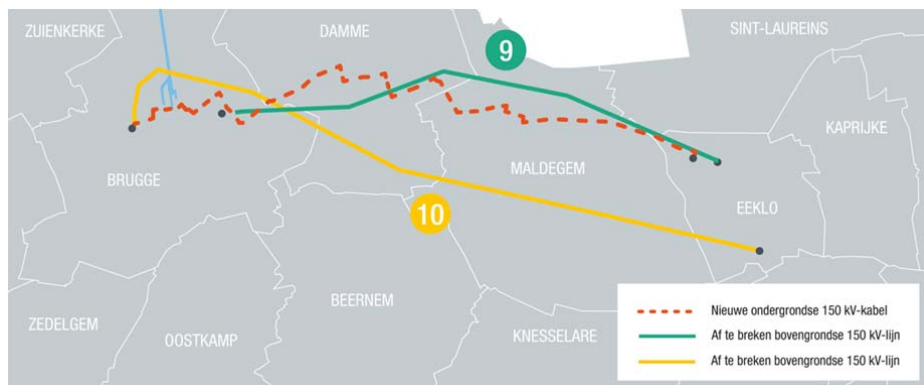 ZUIENKERKE
DAMME
9
SINT-LAUREINS
KAPRIJKE
MALDEGEM
BRUGGE
EEKLO
10
BEERNEM
ZEDELGEM
OOSTKAMP
KNESSELARE
Nieuwe ondergrondse 150 kV-kabel
Af te breken bovengrondse 150 kV-lijn
Af te breken bovengrondse 150 kV-lijn